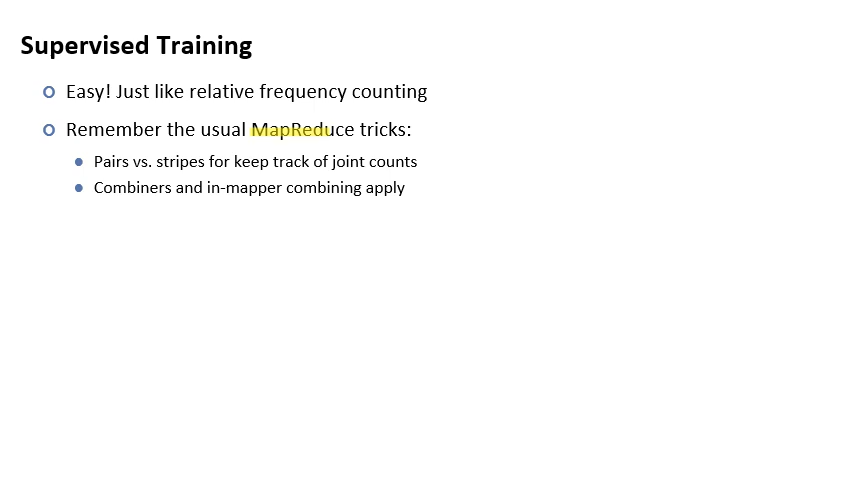 Supervised Training
Easy! Just like relative frequency counting
Remember the usual MapReduce tricks:
Pairs vs. stripes for keep track of joint counts
Combiners and in-mapper combining apply